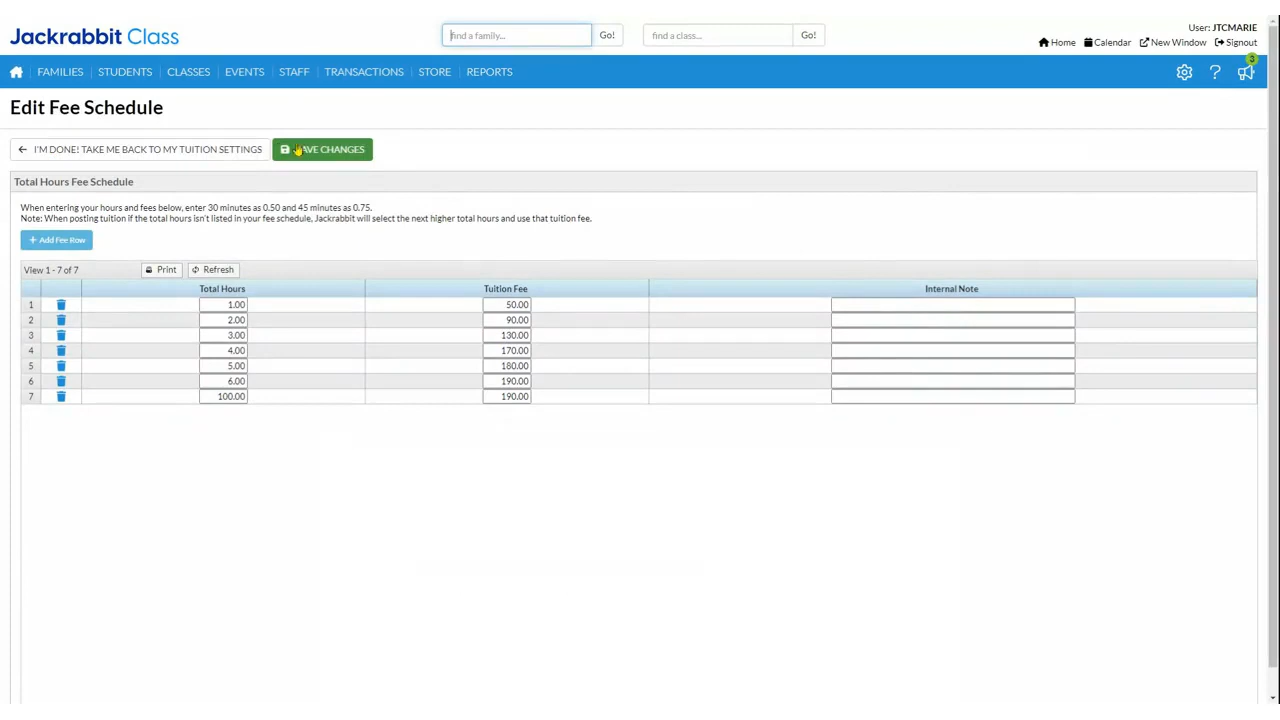 User: JTCMARIE
Jackrabbit Class
find a family...
Go!
find a class...
Go!
Home
Calendar
New Window
Signout
3
FAMILIES
STUDENTS
CLASSES
EVENTS
STAFF
TRANSACTIONS
STORE
REPORTS
?
Edit Fee Schedule
I'M DONE! TAKE ME BACK TO MY TUITION SETTINGS
CHANGES
Total Hours Fee Schedule
When entering your hours and fees below, enter 30 minutes as 0.50 and 45 minutes as 0.75.
Note: When posting tuition if the total hours isn't listed in your fee schedule, Jackrabbit will select the next higher total hours and use that tuition fee.
+ Add Fee Row
View 1 - 7 of 7
Print
Refresh
Total Hours Tuition Fee Internal Note
1 1.00 50.00
2 2.00 90.00
3 3.00 130.00
4 4.00 170.00
5 5.00 180.00
6 6.00 190.00
7 100.00 190.00